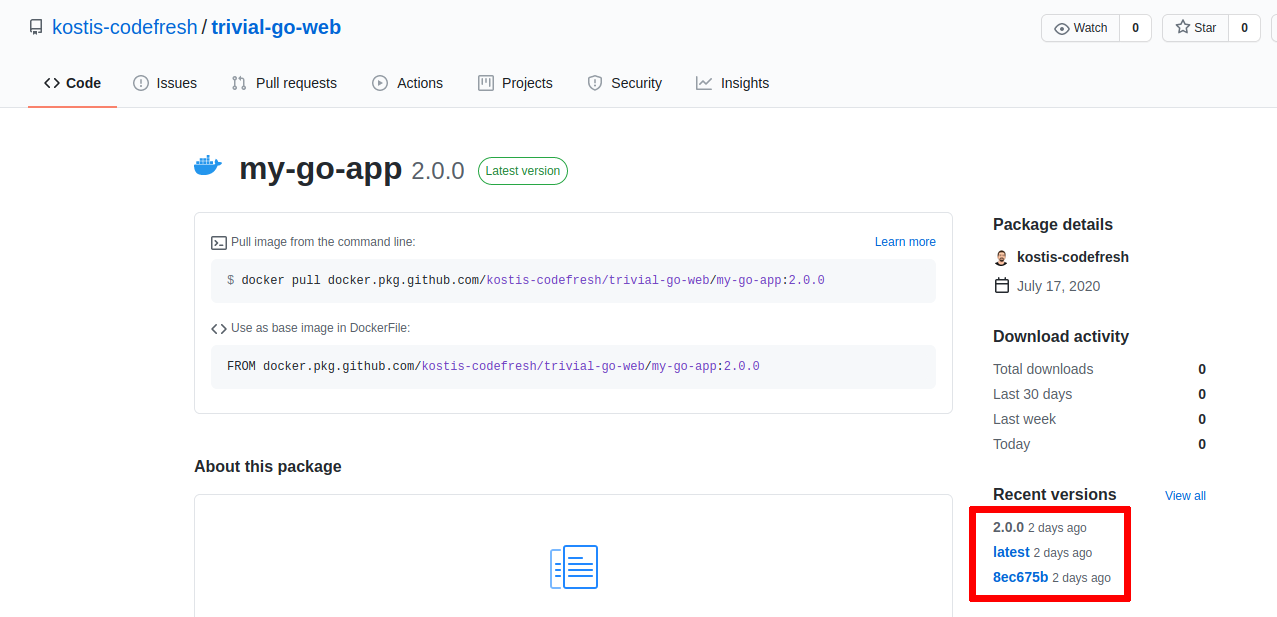 kostis-codefresh / trivial-go-web
Watch 0
Star 0
Code
Issues
Pull requests
Actions
Projects
Security
Insights
my-go-app 2.0.0 Latest version
Pull image from the command line:
Learn more
$ docker pull docker.pkg.github.com/kostis-codefresh/trivial-go-web/my-go-app:2.0.0
Use as base image in DockerFile:
FROM docker.pkg.github.com/kostis-codefresh/trivial-go-web/my-go-app:2.0.0
About this package
Package details
kostis-codefresh
July 17, 2020
Download activity
Total downloads 0
Last 30 days 0
Last week 0
Today 0
Recent versions View all
2.0.0 2 days ago
latest 2 days ago
8ec675b 2 days ago